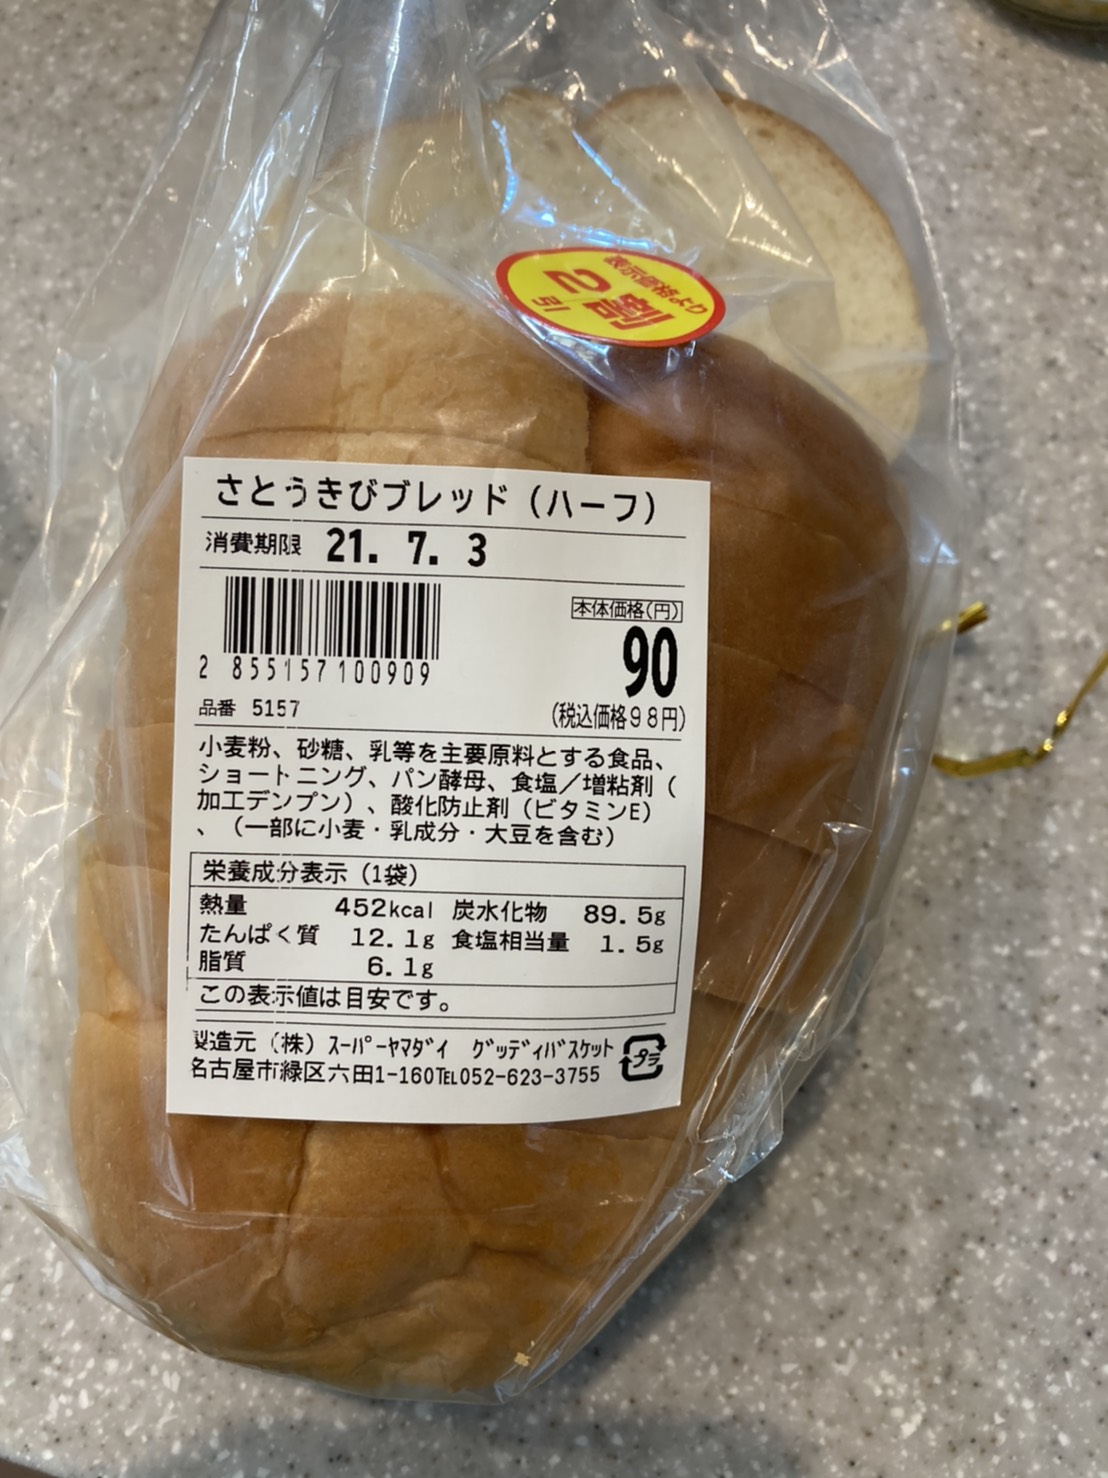 表示価格より
2割
引
さとうきびブレッド（ハーフ）
消費期限 21. 7. 3
本体価格(円)
90
2 855157100909
品番 5157
(税込価格98円)
小麦粉、砂糖、乳等を主要原料とする食品、
ショートニング、パン酵母、食塩／増粘剤（
加工デンプン）、酸化防止剤（ビタミンE）
、（一部に小麦・乳成分・大豆を含む）
栄養成分表示（1袋）
熱量 452kcal 炭水化物 89.5g
たんぱく質 12.1g 食塩相当量 1.5g
脂質 6.1g
この表示値は目安です。
製造元（株）ｽｰﾊﾟｰﾔﾏﾀﾞｲ ｸﾞｯﾃﾞｨﾊﾞｽｹｯﾄ
名古屋市緑区六田1-160℡052-623-3755
プラ